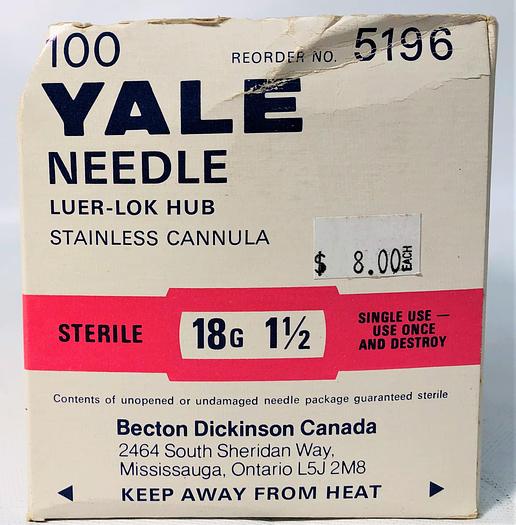 100 REORDER NO. 5196
YALE
NEEDLE
LUER-LOK HUB
STAINLESS CANNULA
$ 8.00 EACH
STERILE
18G 1½
SINGLE USE —
USE ONCE
AND DESTROY
Contents of unopened or undamaged needle package guaranteed sterile
Becton Dickinson Canada
2464 South Sheridan Way,
Mississauga, Ontario L5J 2M8
◄ KEEP AWAY FROM HEAT ►